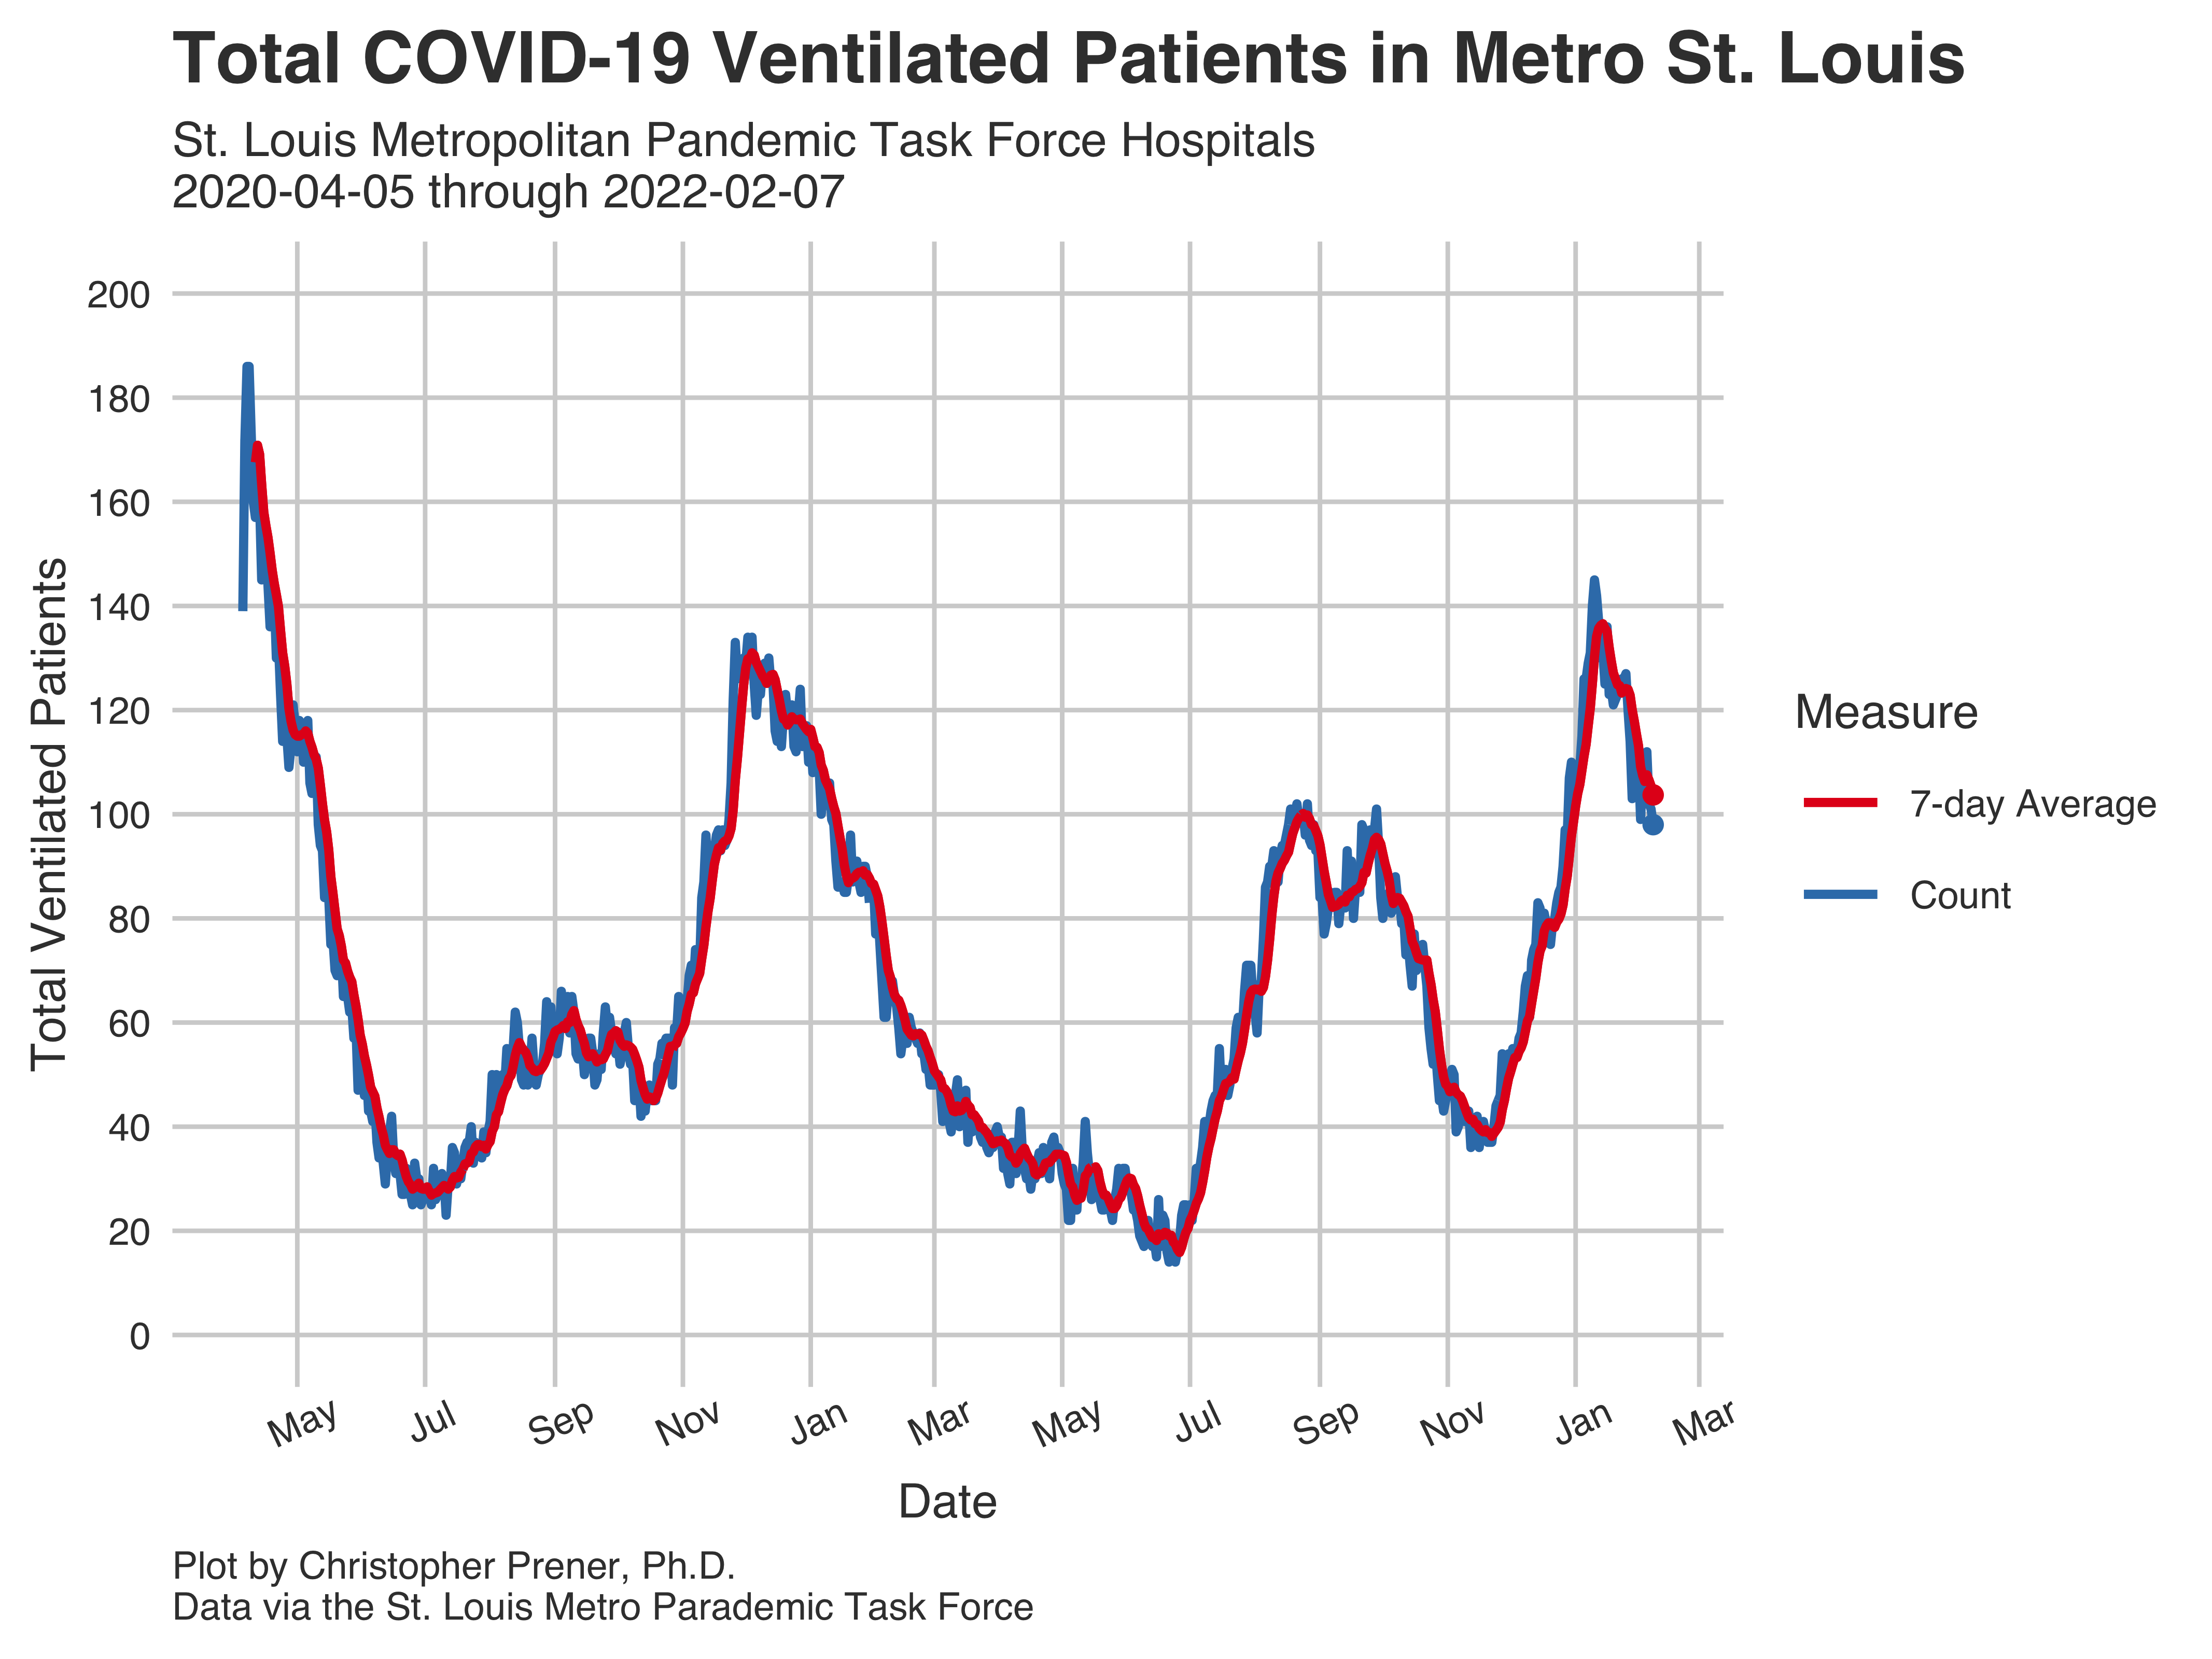 Total COVID-19 Ventilated Patients in Metro St. Louis
St. Louis Metropolitan Pandemic Task Force Hospitals
2020-04-05 through 2022-02-07
Total Ventilated Patients
200
180
160
140
120
100
80
60
40
20
0
May
Jul
Sep
Nov
Jan
Mar
May
Jul
Sep
Nov
Jan
Mar
Date
Measure
7-day Average
Count
Plot by Christopher Prener, Ph.D.
Data via the St. Louis Metro Parademic Task Force